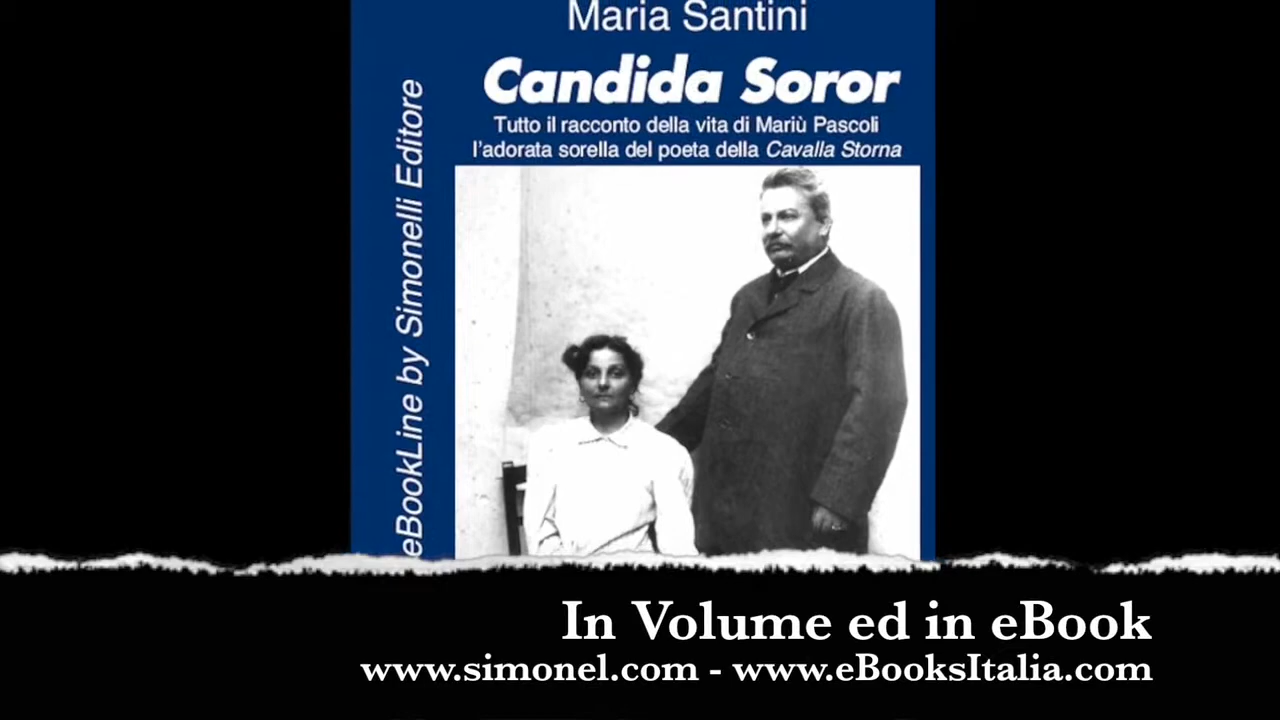 Maria Santini
Candida Soror
Tutto il racconto della vita di Mariù Pascoli
l'adorata sorella del poeta della Cavalla Storna
eBookLine by Simonelli Editore
In Volume ed in eBook
www.simonel.com - www.eBooksItalia.com